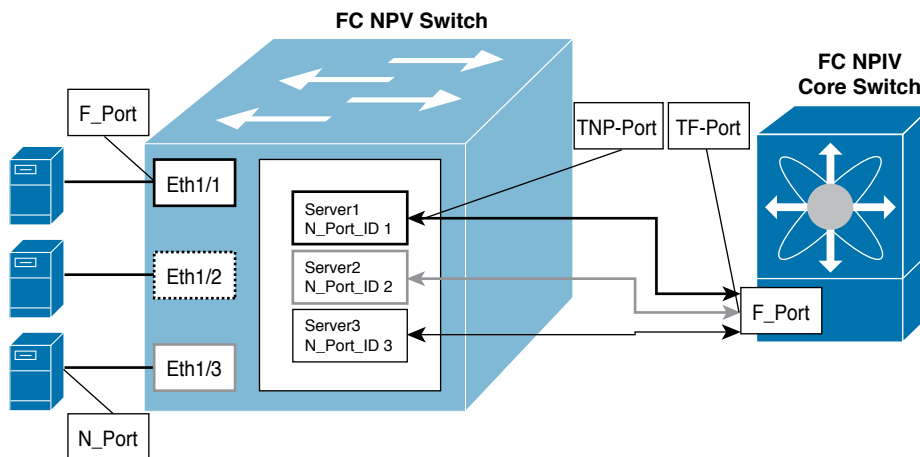 FC NPV Switch
FC NPIV
Core Switch
F_Port
TNP-Port
TF-Port
Eth1/1
Server1
N_Port_ID 1
Eth1/2
Server2
N_Port_ID 2
F_Port
Server3
N_Port_ID 3
Eth1/3
N_Port